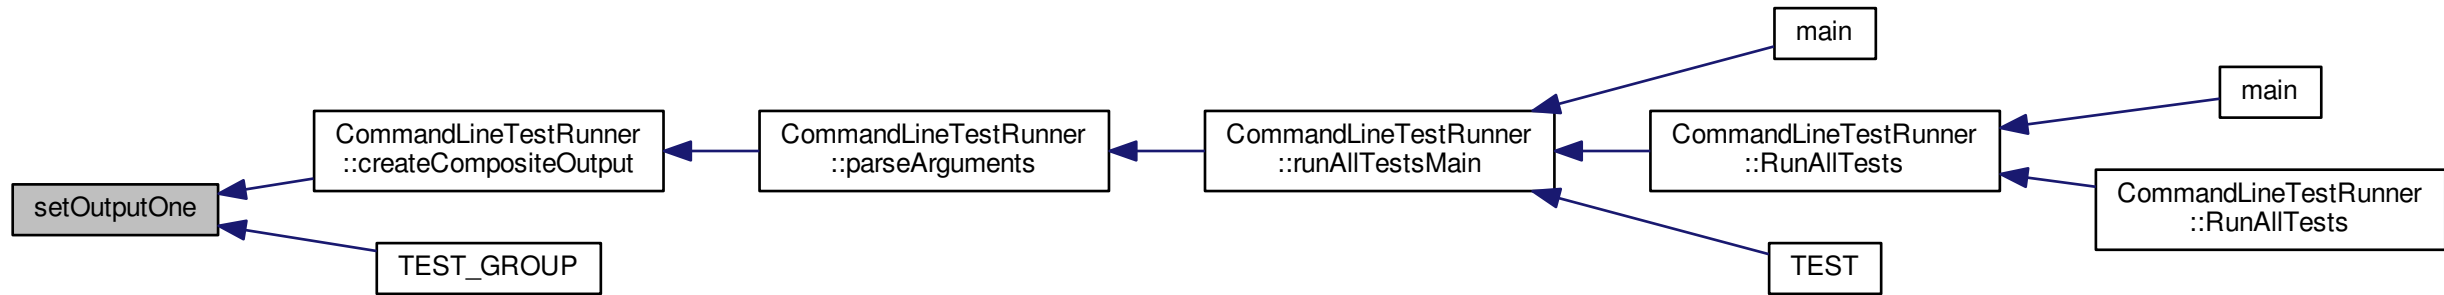 setOutputOne
CommandLineTestRunner
::createCompositeOutput
TEST_GROUP
CommandLineTestRunner
::parseArguments
CommandLineTestRunner
::runAllTestsMain
main
CommandLineTestRunner
::RunAllTests
TEST
main
CommandLineTestRunner
::RunAllTests